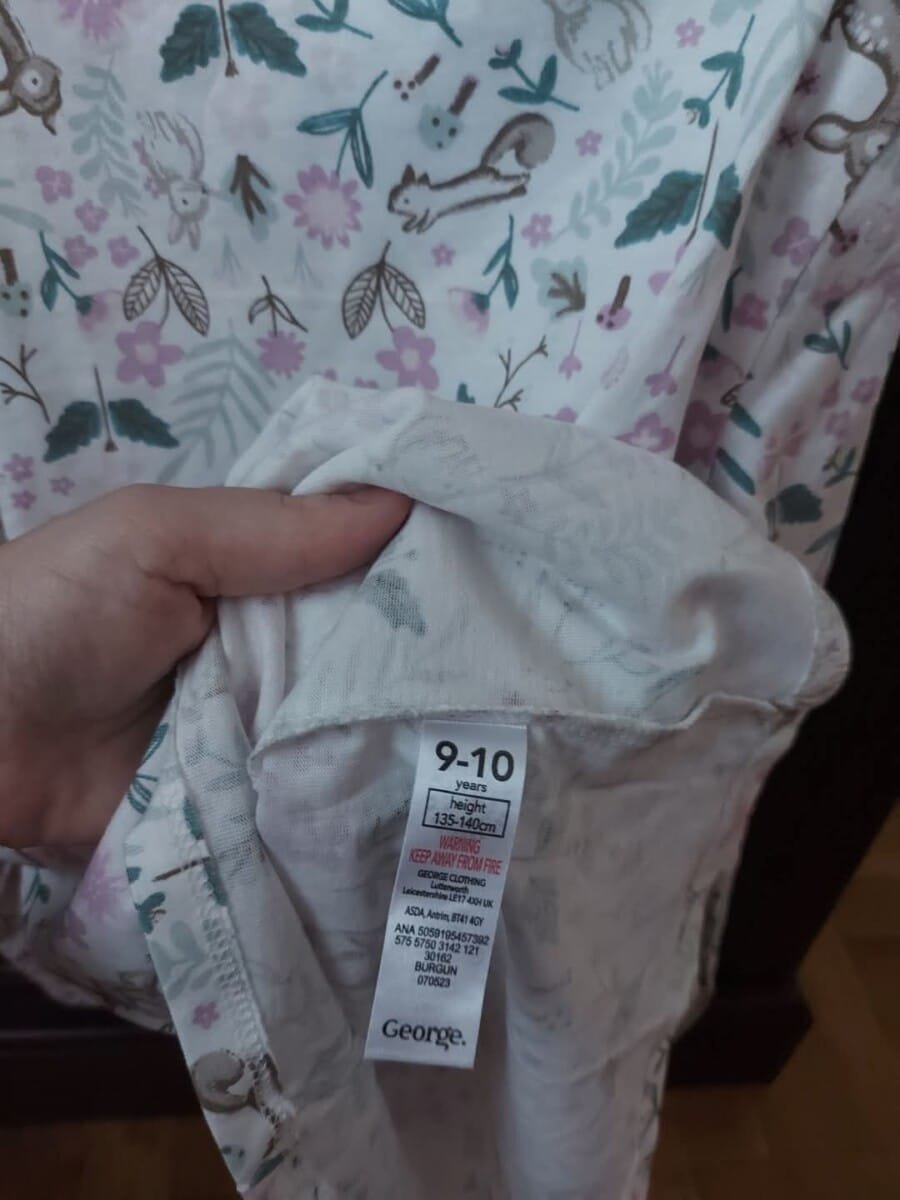 9-10
years
height
135-140cm
WARNING
KEEP AWAY FROM FIRE
GEORGE CLOTHING
Lutterworth
Leicestershire LE17 4XH UK
ASDA, Antrim, BT41 4GY
ANA 5059195457392
575 5750 3142 121
30162
BURGUN
070523
George.